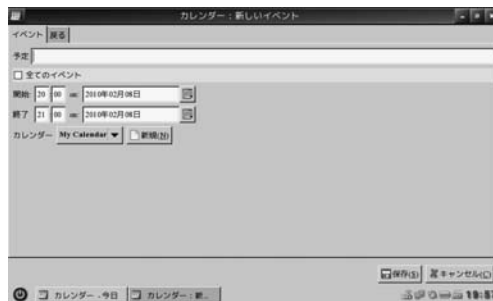 カレンダー：新しいイベント
イベント 戻る
予定
全てのイベント
開始 20 :00 on 2010年02月08日
終了 21 :00 on 2010年02月08日
カレンダー My Calendar 新規(N)
保存(S) キャンセル(C)
カレンダー - 今日 カレンダー：新..